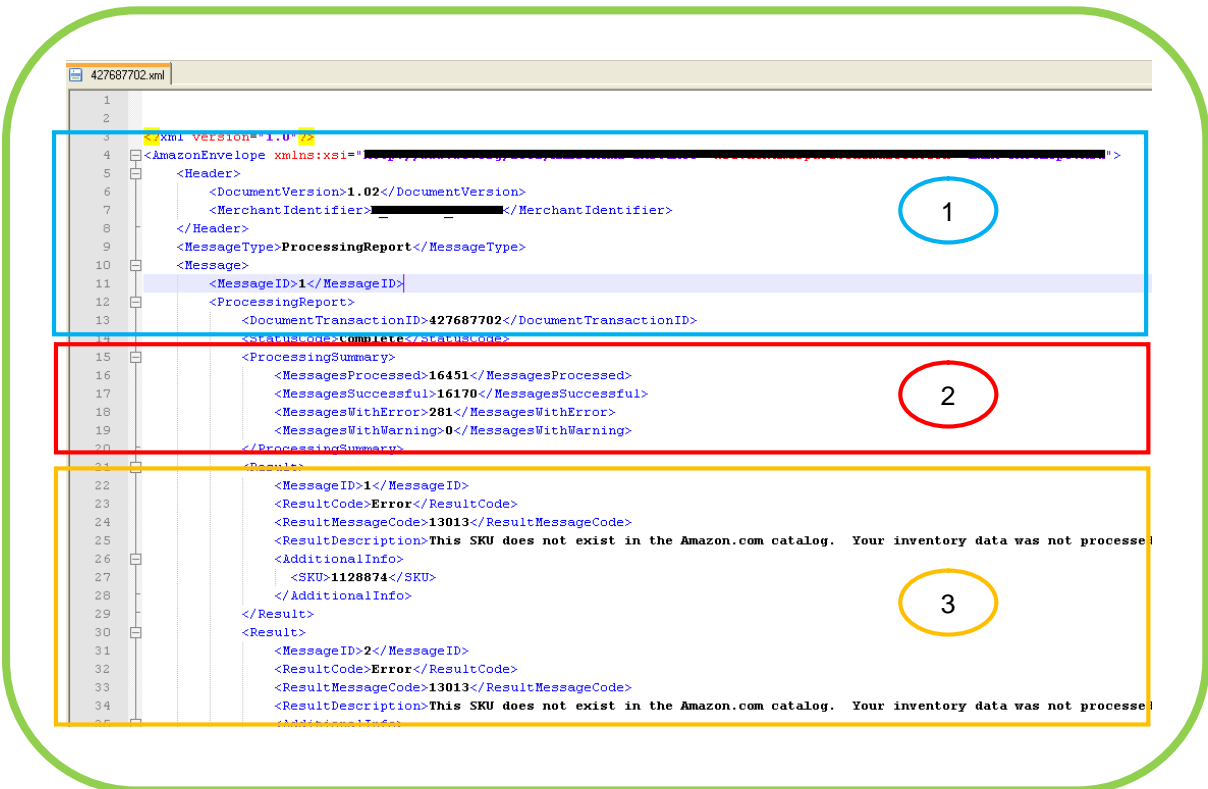 427687702.xml
1
2
3 <?xml version="1.0"?>
4 <AmazonEnvelope xmlns:xsi=" ">
5 <Header>
6 <DocumentVersion>1.02</DocumentVersion>
7 <MerchantIdentifier> </MerchantIdentifier>
8 </Header>
9 <MessageType>ProcessingReport</MessageType>
10 <Message>
11 <MessageID>1</MessageID>
12 <ProcessingReport>
13 <DocumentTransactionID>427687702</DocumentTransactionID>
14 <StatusCode>Complete</StatusCode>
15 <ProcessingSummary>
16 <MessagesProcessed>16451</MessagesProcessed>
17 <MessagesSuccessful>16170</MessagesSuccessful>
18 <MessagesWithError>281</MessagesWithError>
19 <MessagesWithWarning>0</MessagesWithWarning>
20 </ProcessingSummary>
21 <Result>
22 <MessageID>1</MessageID>
23 <ResultCode>Error</ResultCode>
24 <ResultMessageCode>13013</ResultMessageCode>
25 <ResultDescription>This SKU does not exist in the Amazon.com catalog.  Your inventory data was not processed
26 <AdditionalInfo>
27 <SKU>1128874</SKU>
28 </AdditionalInfo>
29 </Result>
30 <Result>
31 <MessageID>2</MessageID>
32 <ResultCode>Error</ResultCode>
33 <ResultMessageCode>13013</ResultMessageCode>
34 <ResultDescription>This SKU does not exist in the Amazon.com catalog.  Your inventory data was not processed
35 <AdditionalInfo>
1
2
3